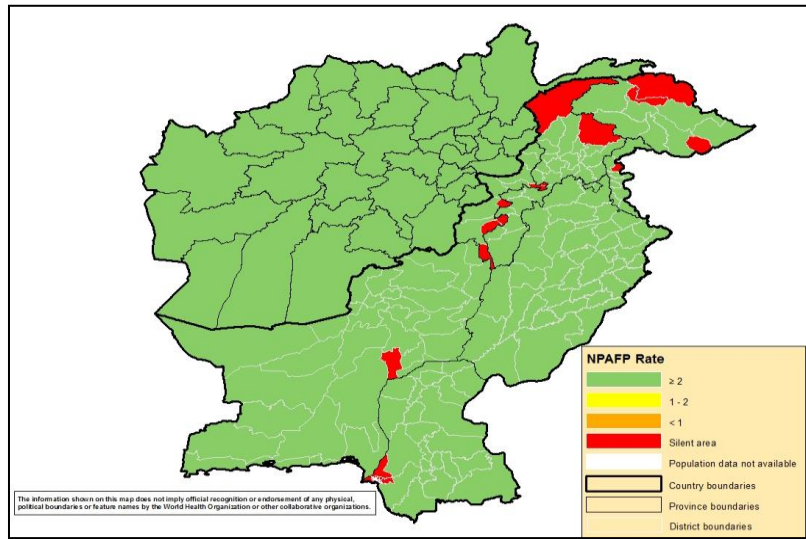 NPAFP Rate
≥ 2
1 - 2
< 1
Silent area
Population data not available
Country boundaries
Province boundaries
District boundaries
The information shown on this map does not imply official recognition or endorsement of any physical,
political boundaries or feature names by the World Health Organization or other collaborative organizations.